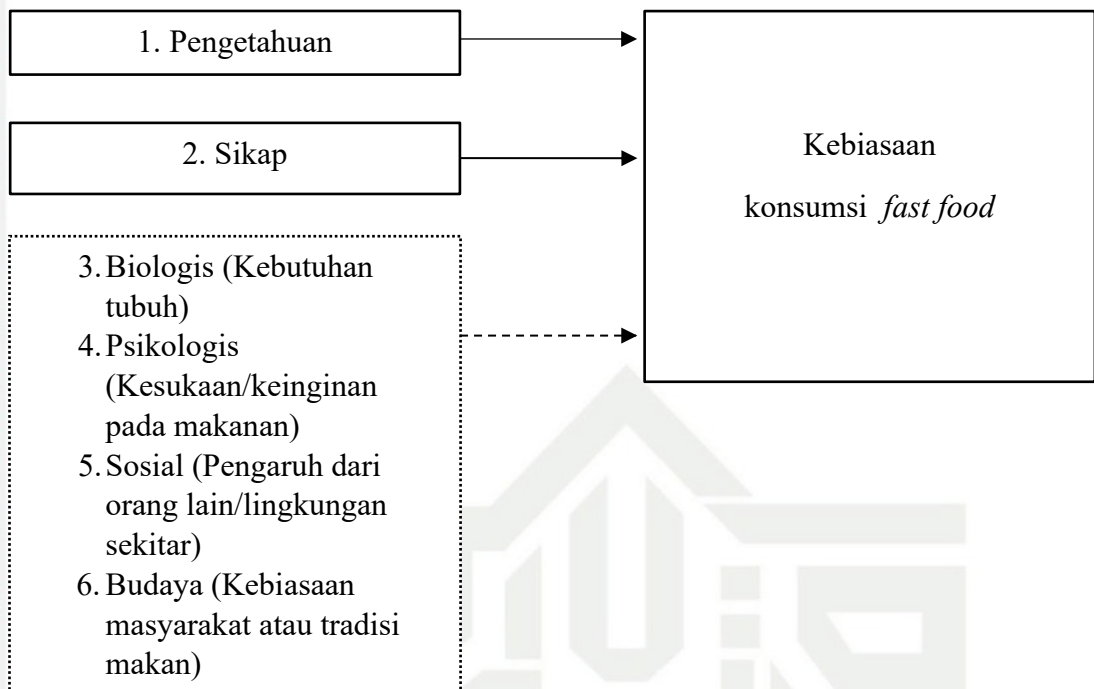 1. Pengetahuan
2. Sikap
3. Biologis (Kebutuhan
tubuh)
4. Psikologis
(Kesukaan/keinginan
pada makanan)
5. Sosial (Pengaruh dari
orang lain/lingkungan
sekitar)
6. Budaya (Kebiasaan
masyarakat atau tradisi
makan)
Kebiasaan
konsumsi fast food